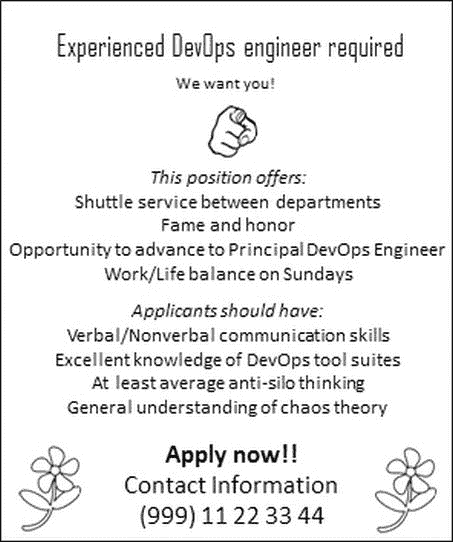 Experienced DevOps engineer required
We want you!
This position offers:
Shuttle service between departments
Fame and honor
Opportunity to advance to Principal DevOps Engineer
Work/Life balance on Sundays
Applicants should have:
Verbal/Nonverbal communication skills
Excellent knowledge of DevOps tool suites
At least average anti-silo thinking
General understanding of chaos theory
Apply now!!
Contact Information
(999) 11 22 33 44